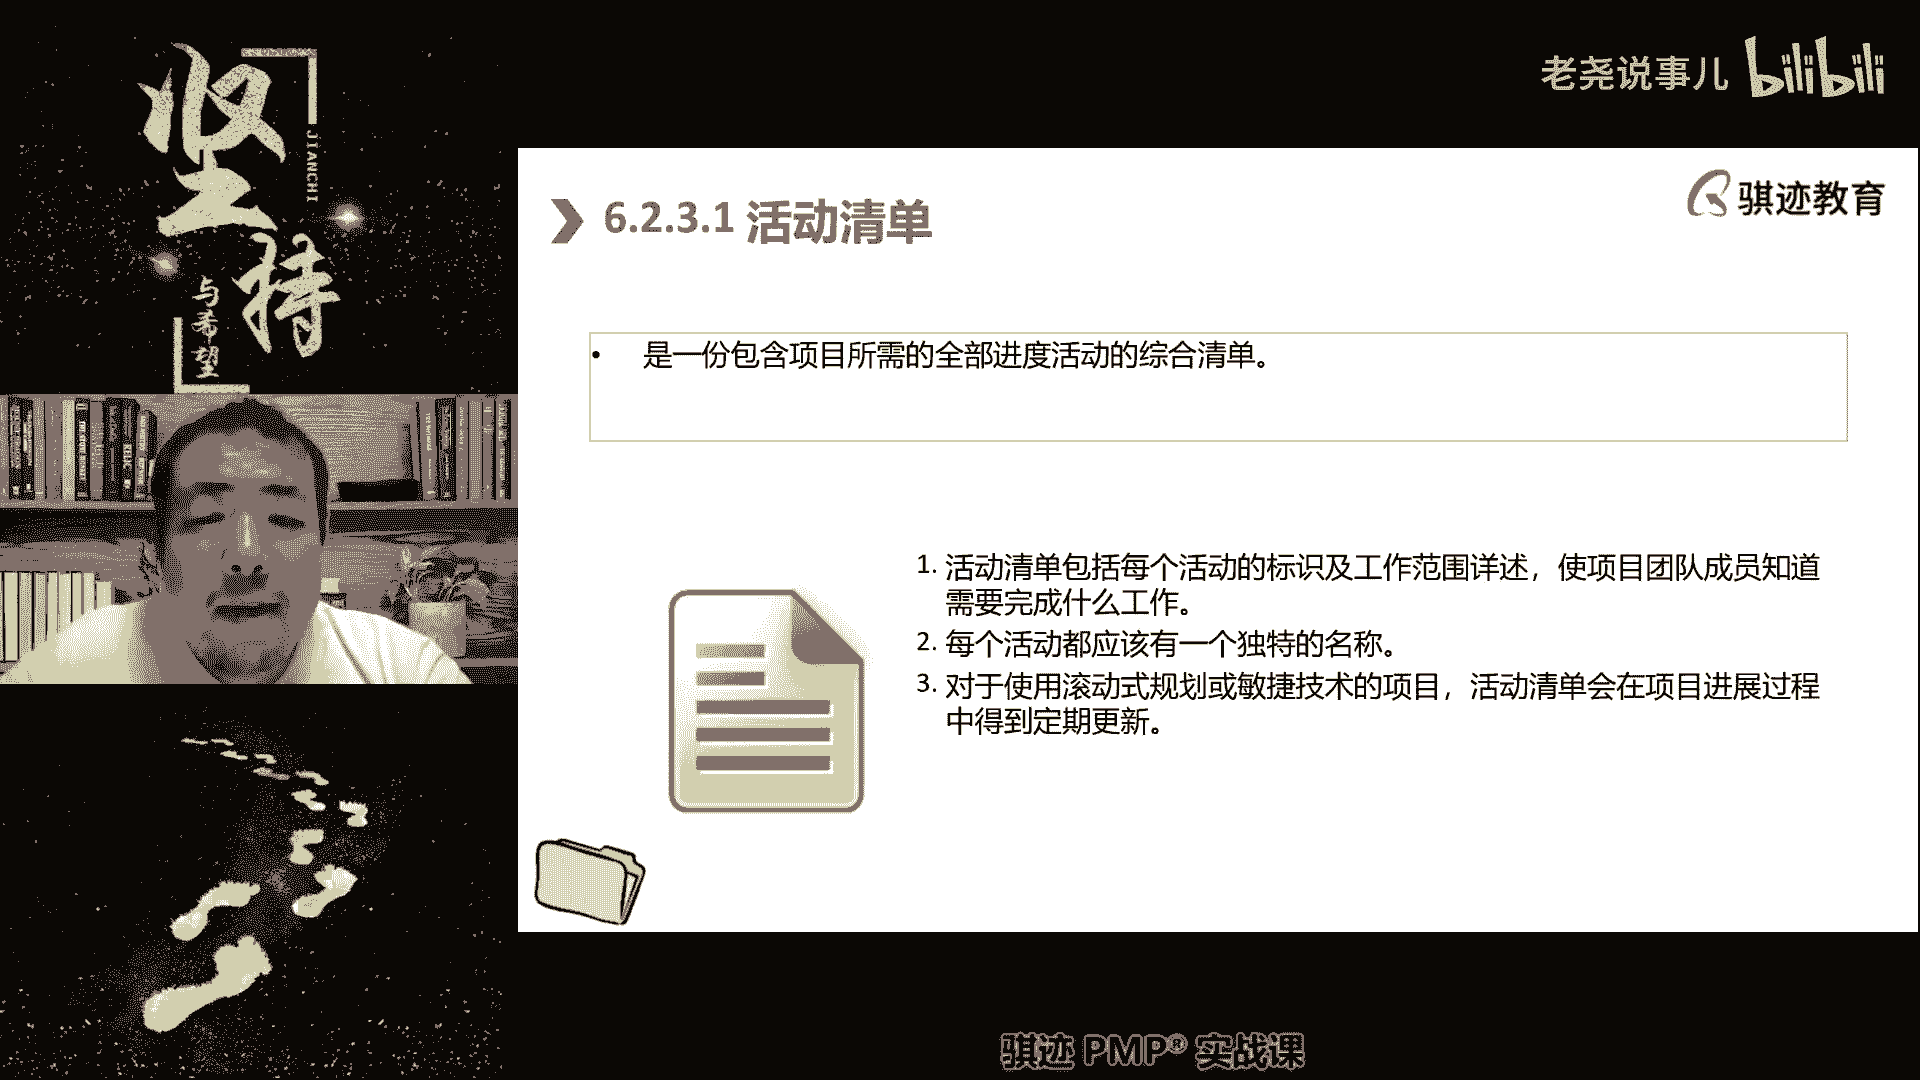 坚持
JIANCHI
与希望
老尧说事儿 bilibili
骐迹教育
6.2.3.1 活动清单
• 是一份包含项目所需的全部进度活动的综合清单。
1. 活动清单包括每个活动的标识及工作范围详述，使项目团队成员知道
需要完成什么工作。
2. 每个活动都应该有一个独特的名称。
3. 对于使用滚动式规划或敏捷技术的项目，活动清单会在项目进展过程
中得到定期更新。
骐迹 PMP® 实战课